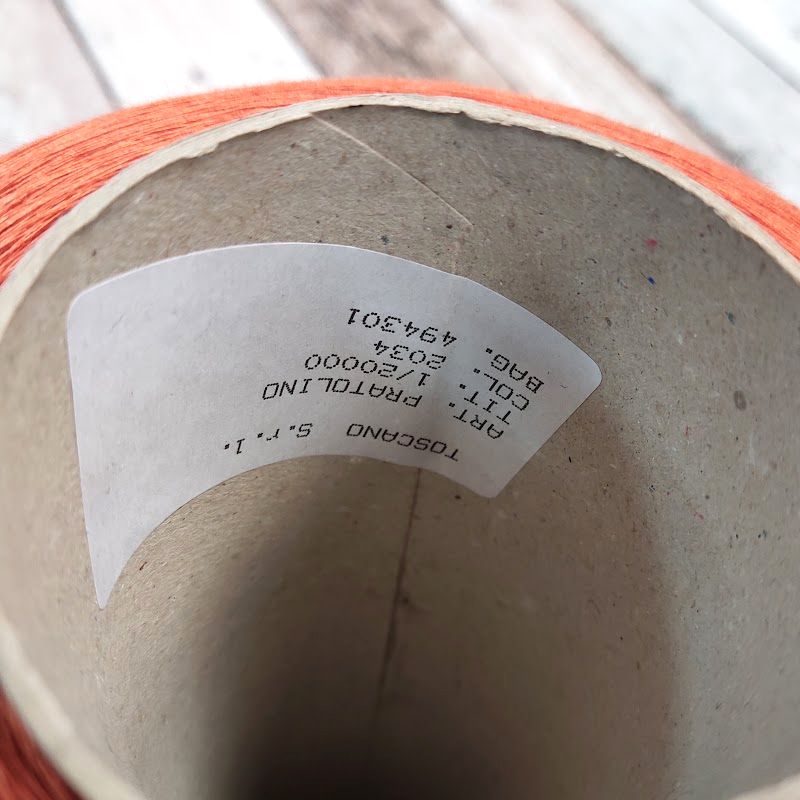 TOSCANO S.r.l.
ART. PRATOLINO
TIT. 1/20000
COL. 2034
BAG. 494301